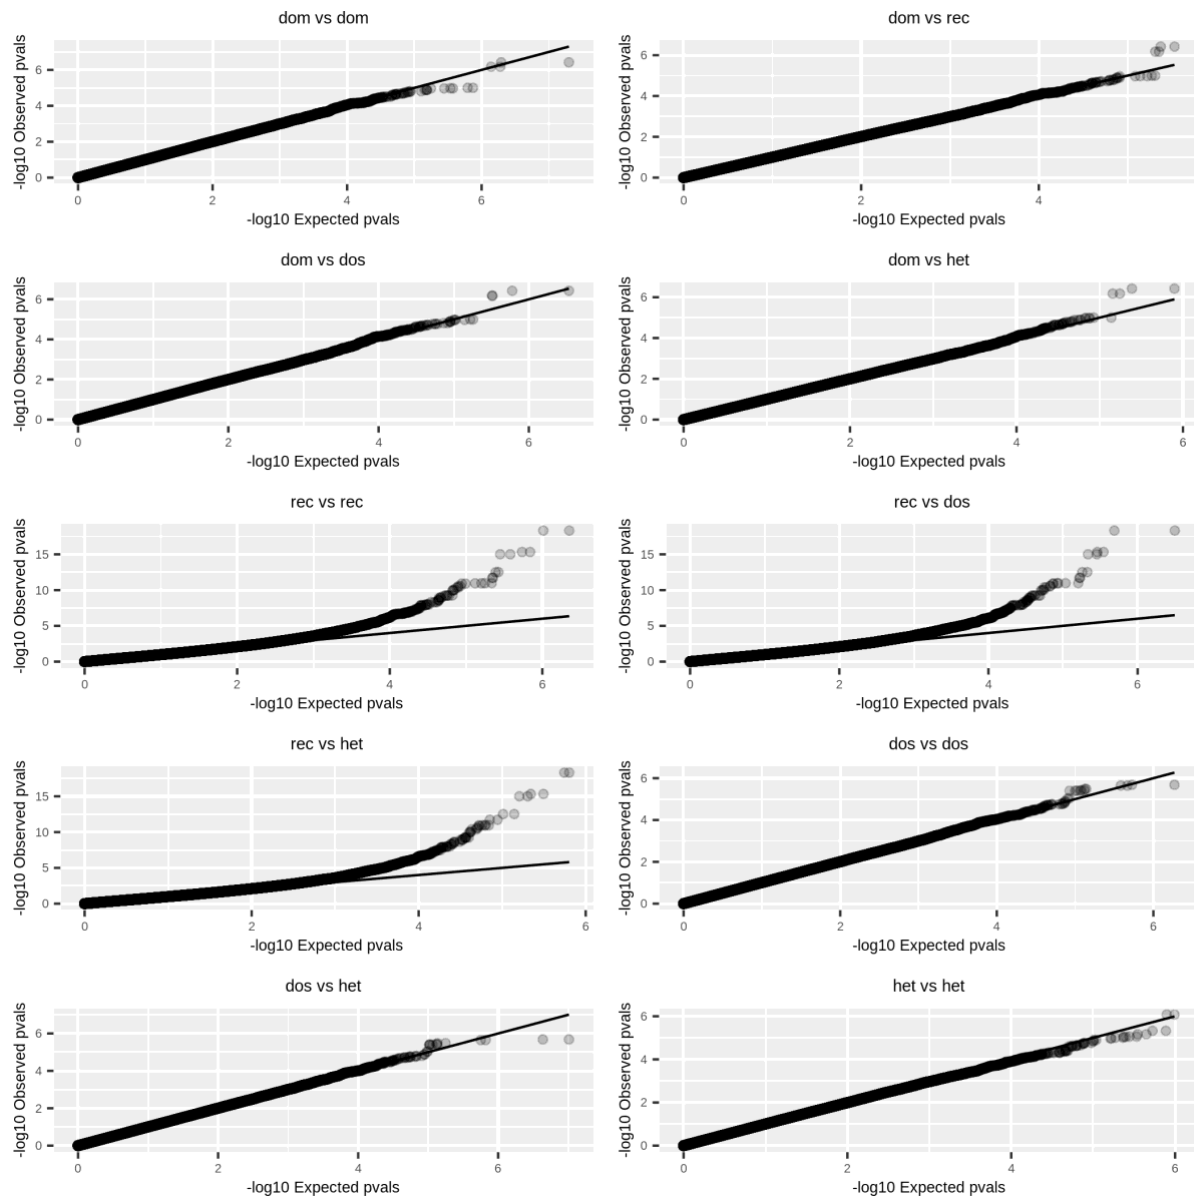 dom vs dom
-log10 Observed pvals
6
4
2
0
0 2 4 6
-log10 Expected pvals
dom vs rec
-log10 Observed pvals
6
4
2
0
0 2 4
-log10 Expected pvals
dom vs dos
-log10 Observed pvals
6
4
2
0
0 2 4 6
-log10 Expected pvals
dom vs het
-log10 Observed pvals
6
4
2
0
0 2 4 6
-log10 Expected pvals
rec vs rec
-log10 Observed pvals
15
10
5
0
0 2 4 6
-log10 Expected pvals
rec vs dos
-log10 Observed pvals
15
10
5
0
0 2 4 6
-log10 Expected pvals
rec vs het
-log10 Observed pvals
15
10
5
0
0 2 4 6
-log10 Expected pvals
dos vs dos
-log10 Observed pvals
6
4
2
0
0 2 4 6
-log10 Expected pvals
dos vs het
-log10 Observed pvals
6
4
2
0
0 2 4 6
-log10 Expected pvals
het vs het
-log10 Observed pvals
6
4
2
0
0 2 4 6
-log10 Expected pvals